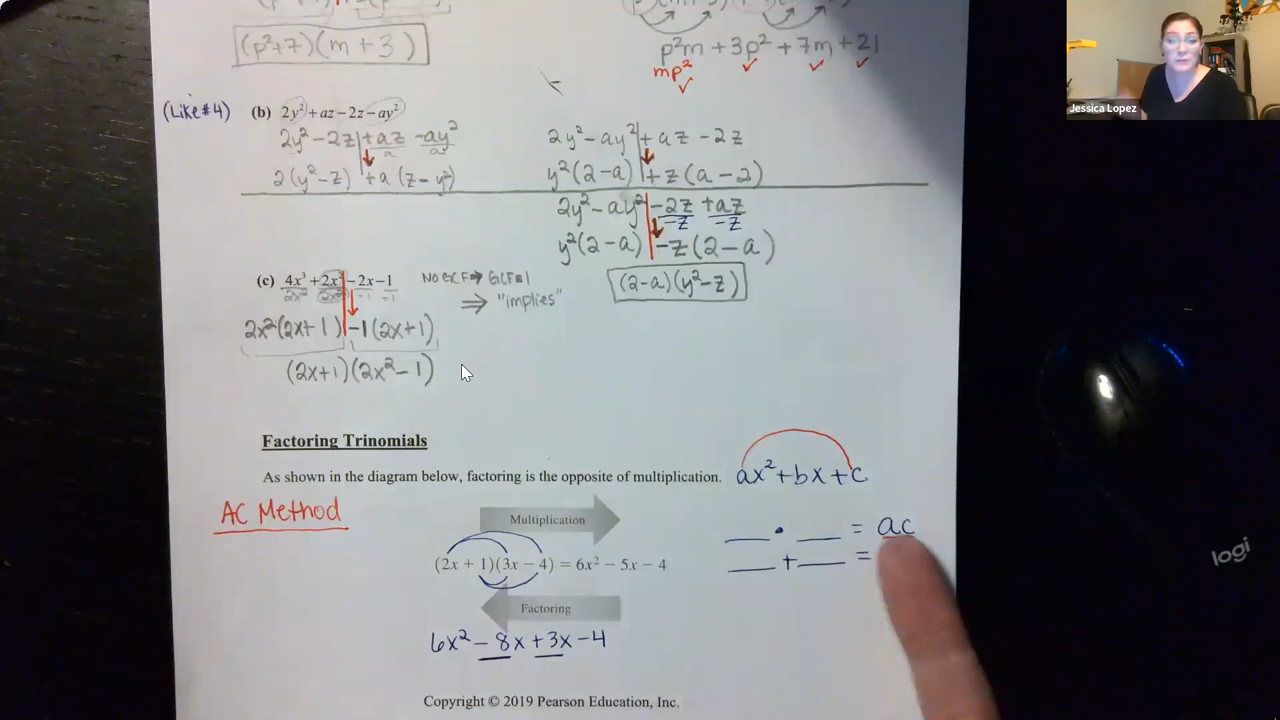 (p²+7)(m+3)
p²m + 3p² + 7m + 21
mp²
Jessica Lopez
(Like #4) (b) 2y² + az − 2z − ay²
2y² − 2z + az − ay²
a a
2(y² − z) + a (z − y²)
2y² − ay² + az − 2z
y²(2−a) + z(a−2)
2y² − ay² − 2z + az
−z −z
y²(2−a) − z(2−a)
(2−a)(y²−z)
(c) 4x³ + 2x² − 2x − 1
2x² 2x² −1 −1
No GCF ⇒ GCF=1
⇒ "implies"
2x²(2x+1) −1(2x+1)
(2x+1)(2x²−1)
Factoring Trinomials
As shown in the diagram below, factoring is the opposite of multiplication.
ax² + bx + c
AC Method
Multiplication
___ • ___ = ac
(2x + 1)(3x − 4) = 6x² − 5x − 4
___ + ___ =
Factoring
6x² − 8x + 3x − 4
Copyright © 2019 Pearson Education, Inc.
logi